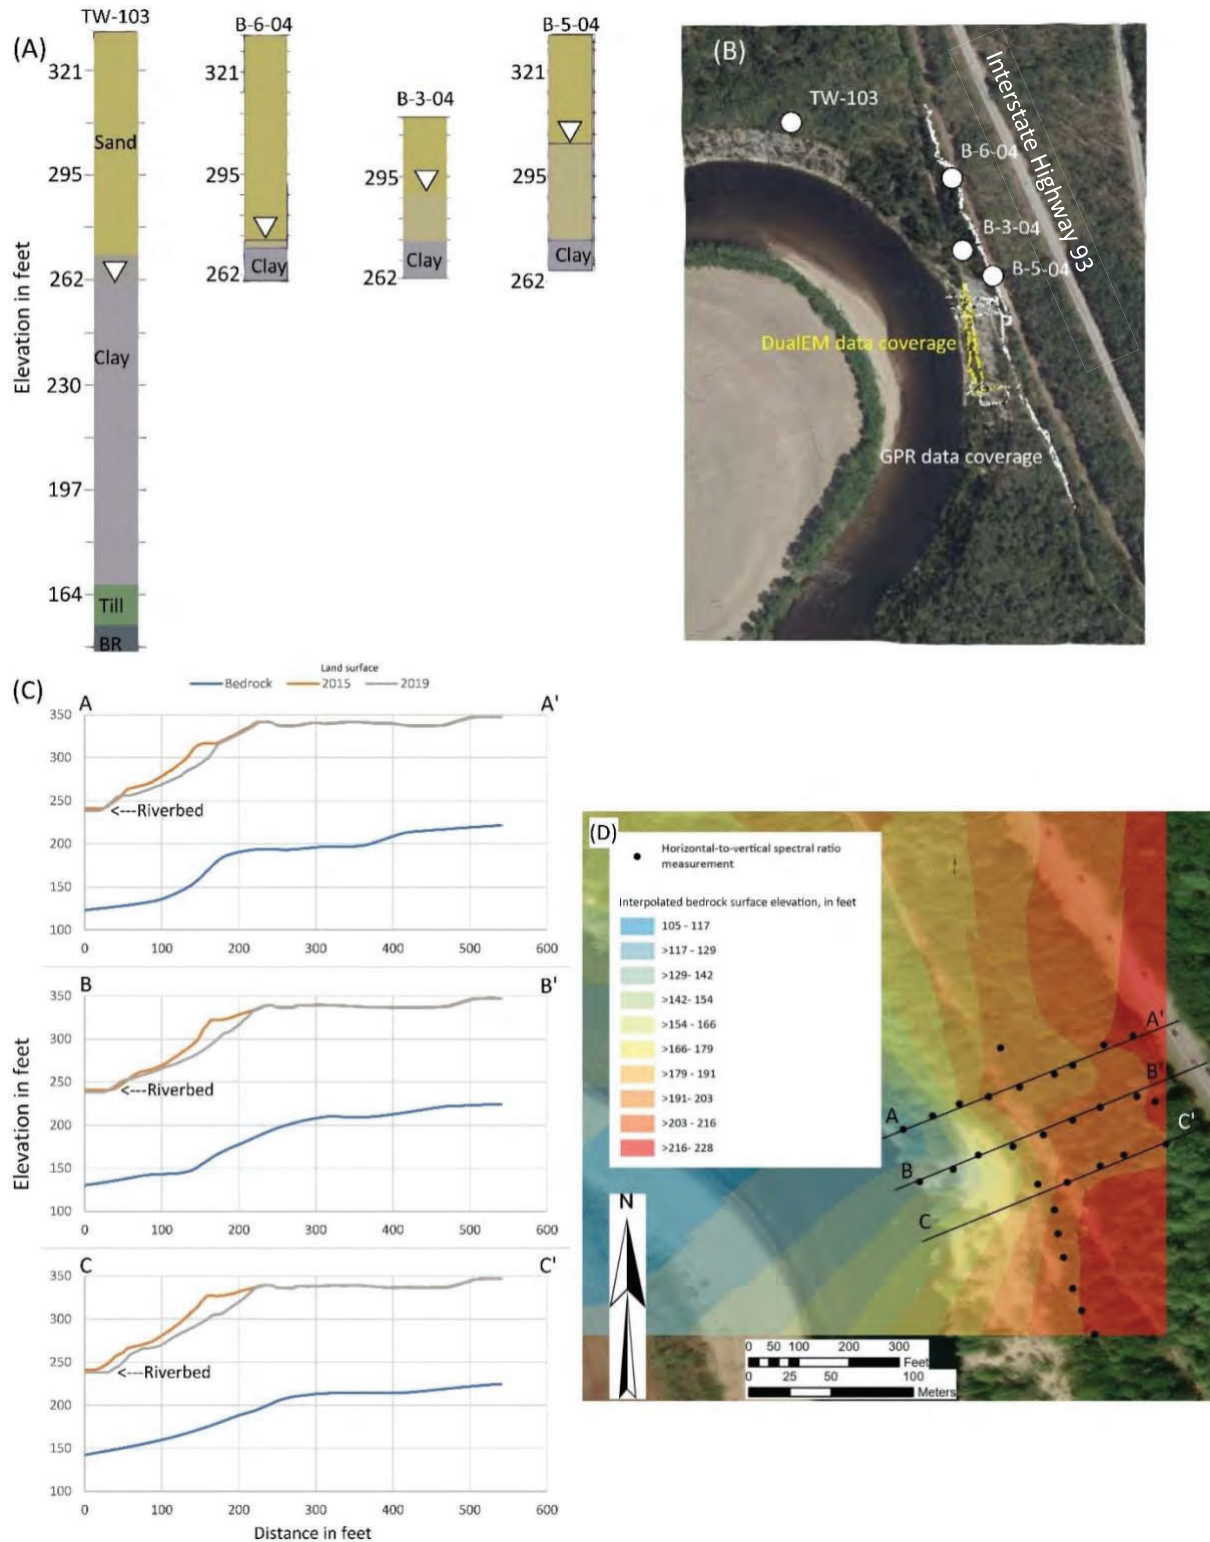 (A)
TW-103
B-6-04
B-3-04
B-5-04
Elevation in feet
321
295
262
230
197
164
Sand
Clay
Till
BR
321
295
262
Clay
295
262
Clay
321
295
262
Clay
(B)
TW-103
B-6-04
B-3-04
B-5-04
Interstate Highway 93
DualEM data coverage
GPR data coverage
(C)
Land surface
Bedrock 2015 2019
A A'
350
300
250
200
150
100
<---Riverbed
0 100 200 300 400 500 600
B B'
350
300
250
200
150
100
<---Riverbed
0 100 200 300 400 500 600
C C'
350
300
250
200
150
100
<---Riverbed
0 100 200 300 400 500 600
Elevation in feet
Distance in feet
(D)
Horizontal-to-vertical spectral ratio
measurement
Interpolated bedrock surface elevation, in feet
105 - 117
>117 - 129
>129- 142
>142 - 154
>154 - 166
>166- 179
>179 - 191
>191 - 203
>203 - 216
>216- 228
A A'
B B'
C C'
N
0 50 100 200 300
Feet
0 25 50 100
Meters